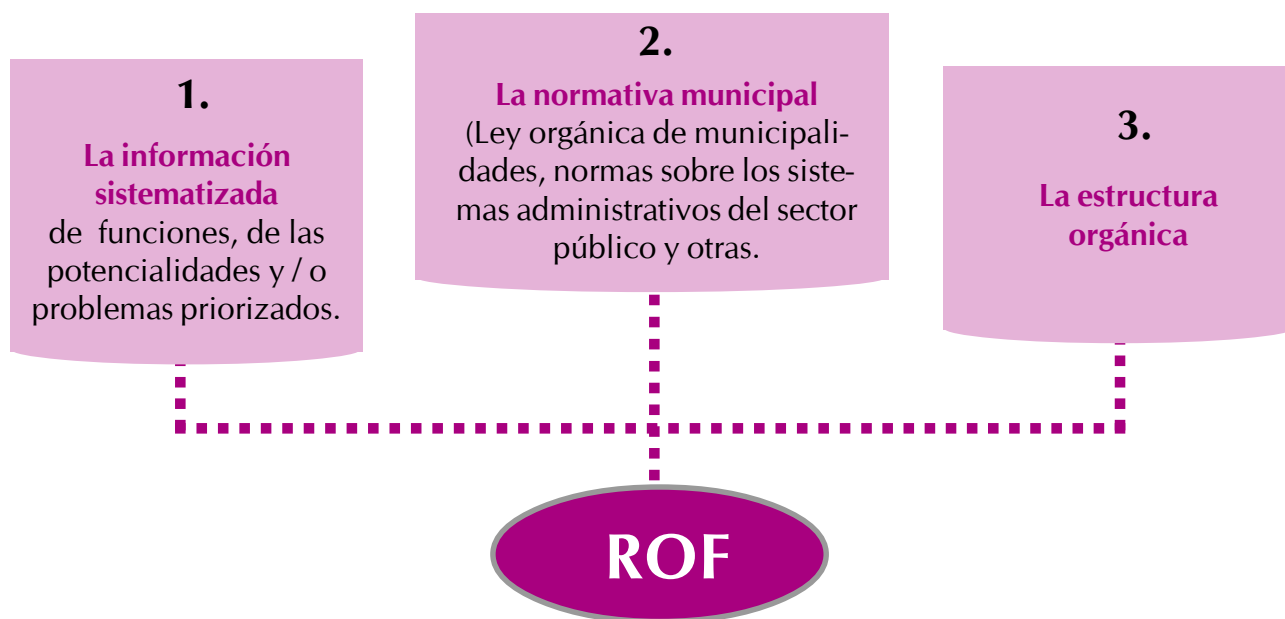 1.
La información
sistematizada
de funciones, de las
potencialidades y / o
problemas priorizados.
2.
La normativa municipal
(Ley orgánica de municipali-
dades, normas sobre los siste-
mas administrativos del sector
público y otras.
3.
La estructura
orgánica
ROF